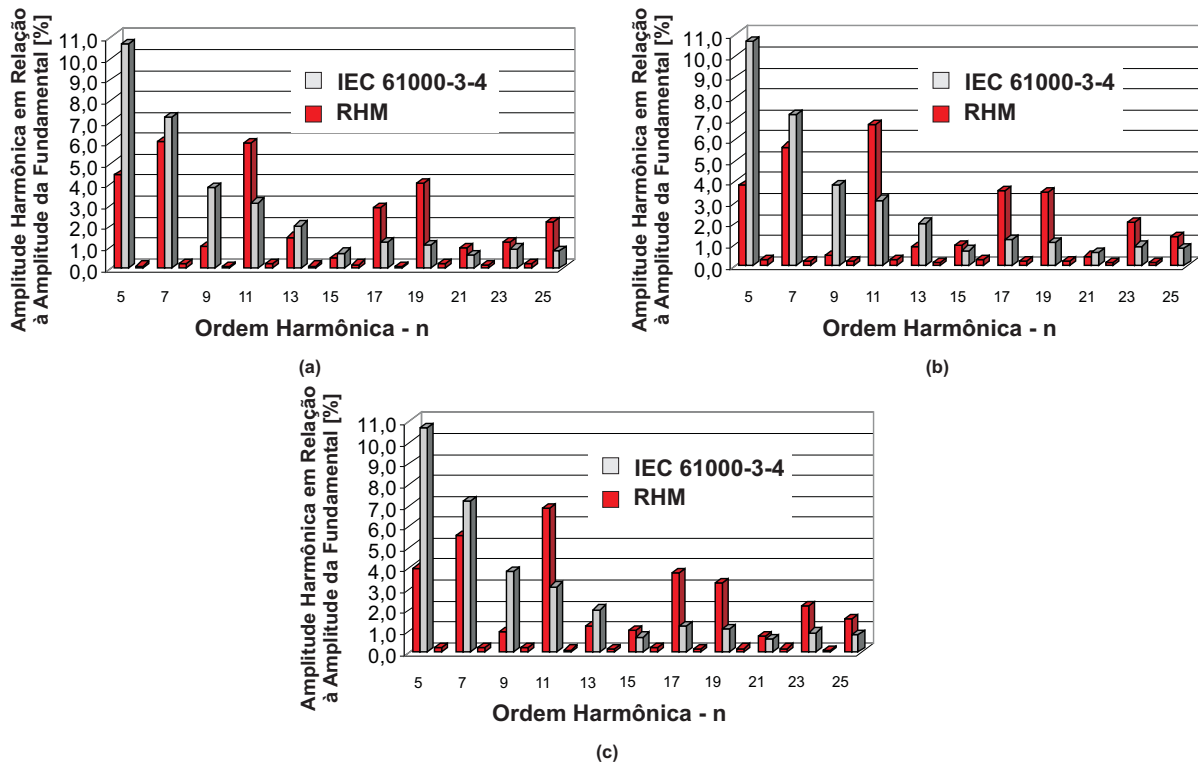 Amplitude Harmônica em Relação
à Amplitude da Fundamental [%]
11,0
10,0
9,0
8,0
7,0
6,0
5,0
4,0
3,0
2,0
1,0
0,0
IEC 61000-3-4
RHM
5 7 9 11 13 15 17 19 21 23 25
Ordem Harmônica - n
(a)
Amplitude Harmônica em Relação
à Amplitude da Fundamental [%]
11,0
10,0
9,0
8,0
7,0
6,0
5,0
4,0
3,0
2,0
1,0
0,0
IEC 61000-3-4
RHM
5 7 9 11 13 15 17 19 21 23 25
Ordem Harmônica - n
(b)
Amplitude Harmônica em Relação
à Amplitude da Fundamental [%]
11,0
10,0
9,0
8,0
7,0
6,0
5,0
4,0
3,0
2,0
1,0
0,0
IEC 61000-3-4
RHM
5 7 9 11 13 15 17 19 21 23 25
Ordem Harmônica - n
(c)